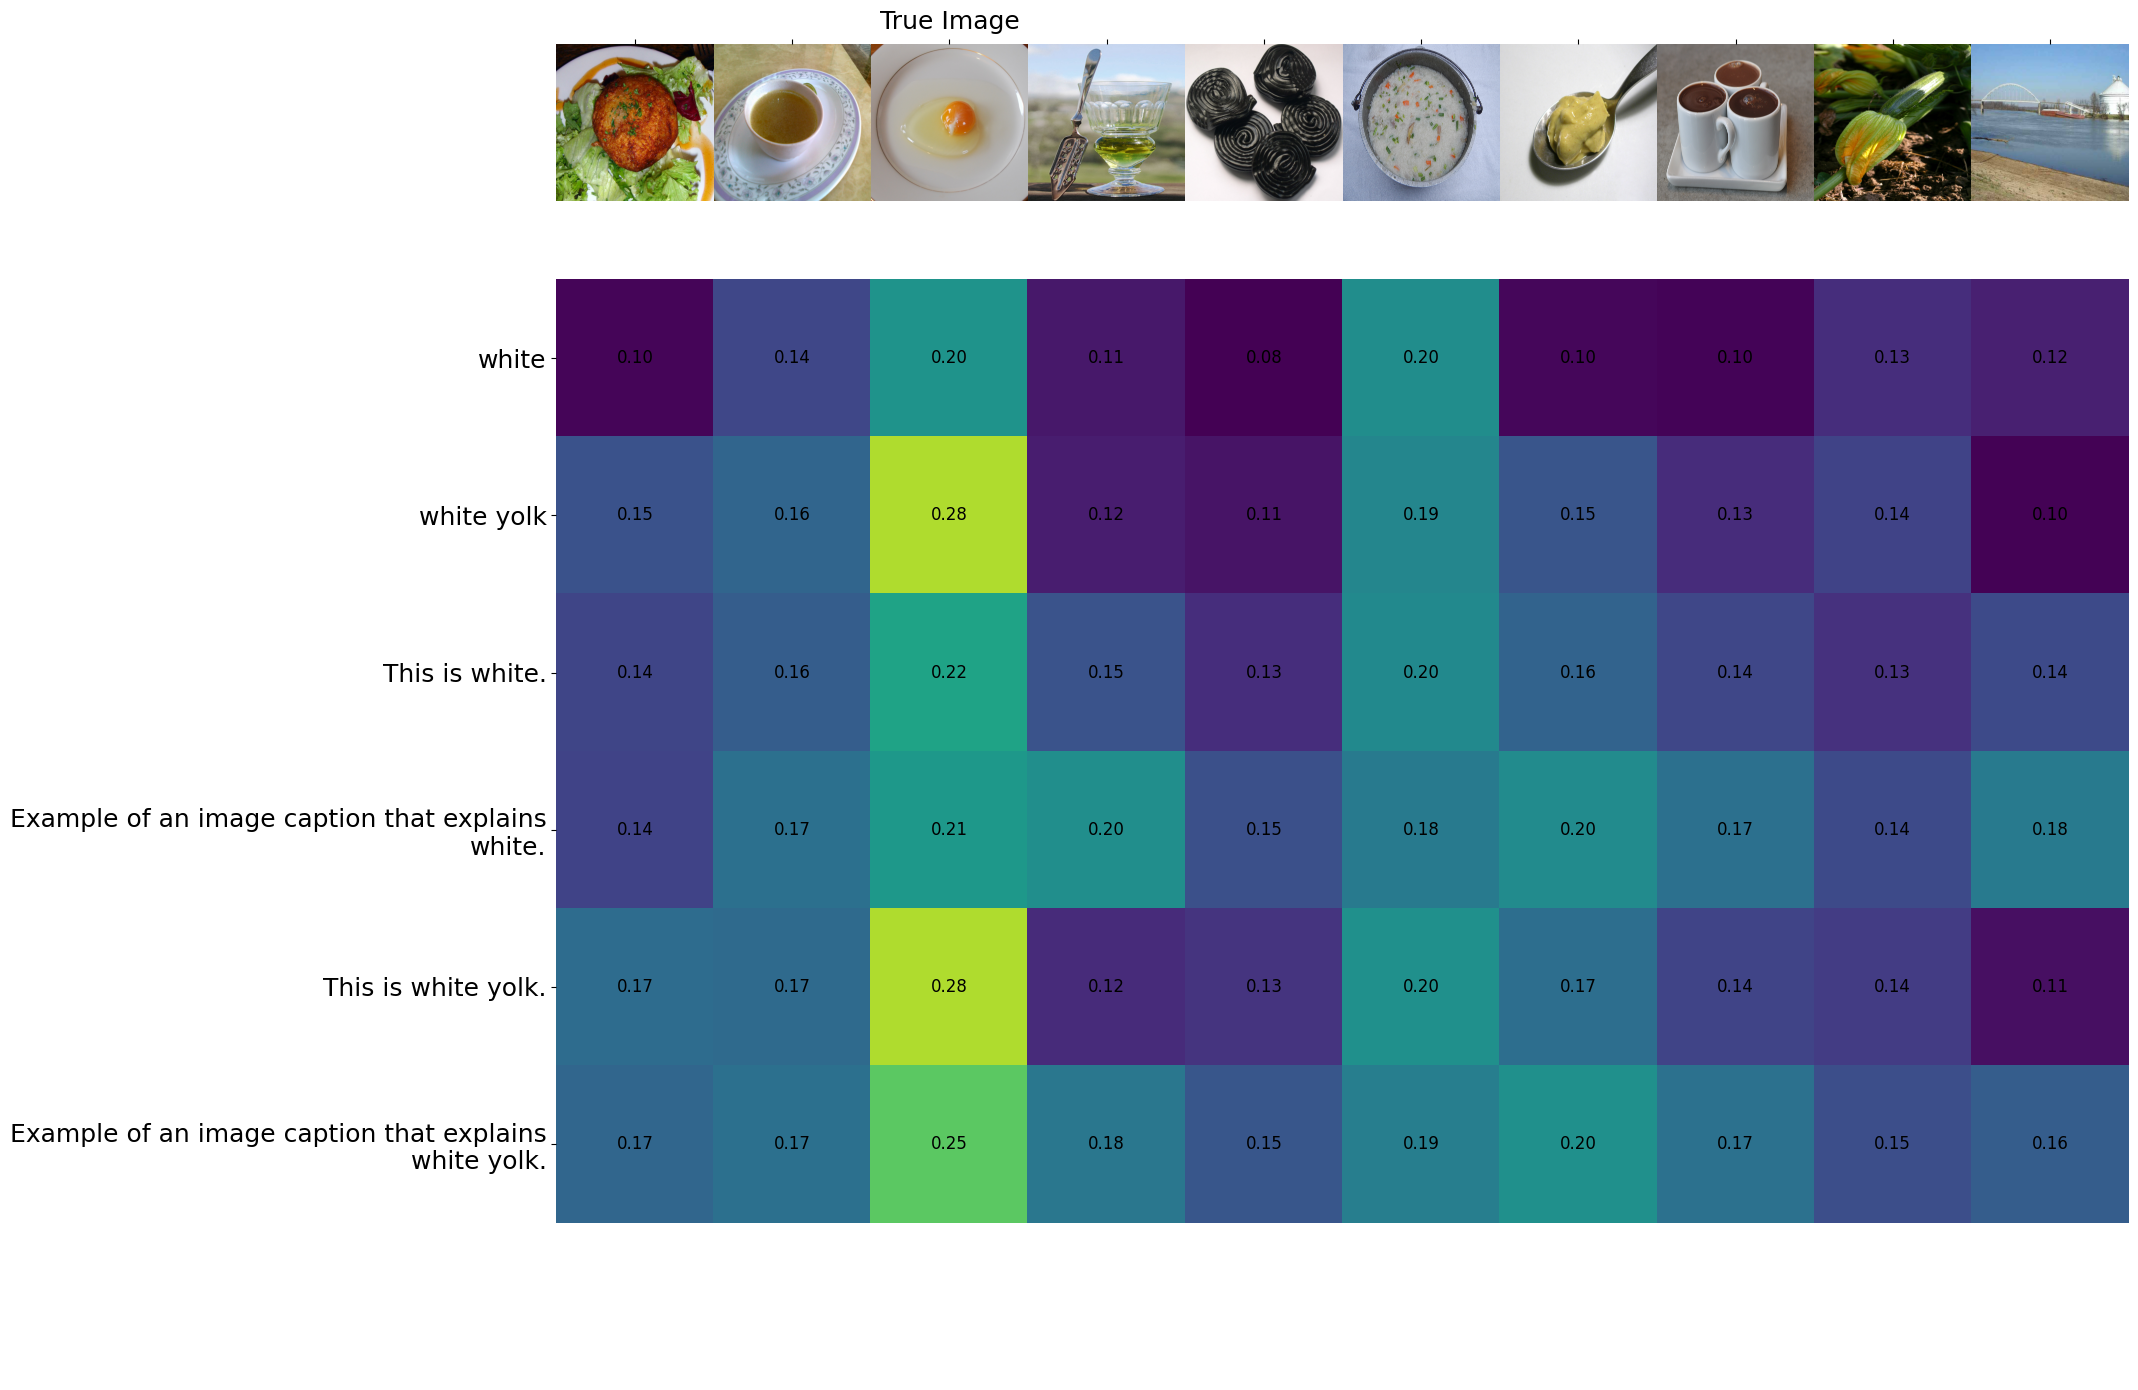 True Image
white 0.10 0.14 0.20 0.11 0.08 0.20 0.10 0.10 0.13 0.12
white yolk 0.15 0.16 0.28 0.12 0.11 0.19 0.15 0.13 0.14 0.10
This is white. 0.14 0.16 0.22 0.15 0.13 0.20 0.16 0.14 0.13 0.14
Example of an image caption that explains
white. 0.14 0.17 0.21 0.20 0.15 0.18 0.20 0.17 0.14 0.18
This is white yolk. 0.17 0.17 0.28 0.12 0.13 0.20 0.17 0.14 0.14 0.11
Example of an image caption that explains
white yolk. 0.17 0.17 0.25 0.18 0.15 0.19 0.20 0.17 0.15 0.16